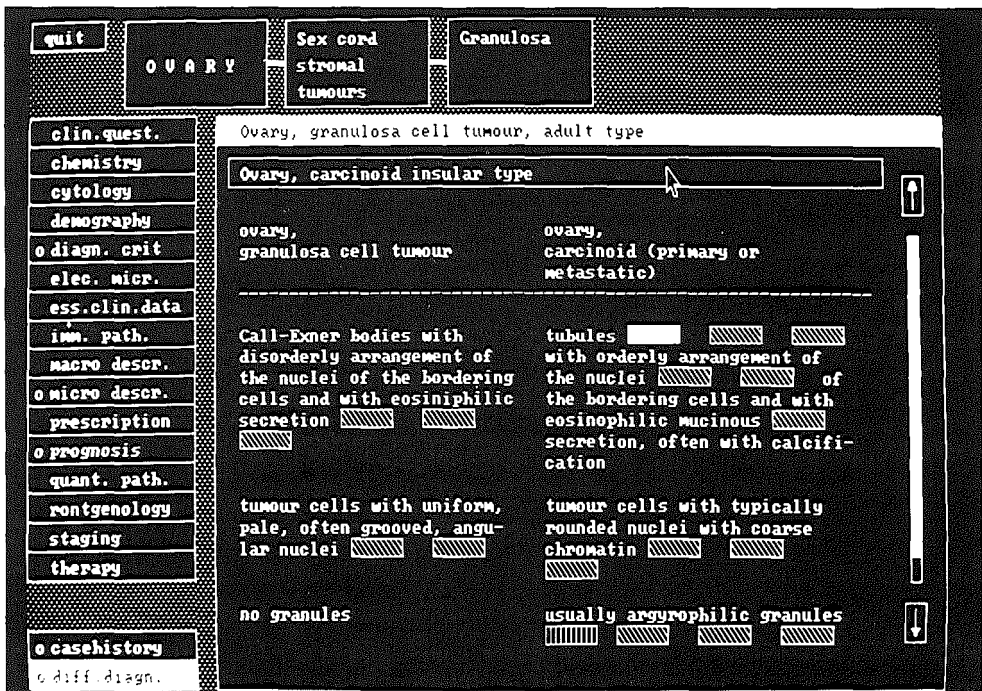 quit
O V A R Y
Sex cord
stromal
tumours
Granulosa
clin.quest.
chemistry
cytology
demography
o diagn. crit
elec. micr.
ess.clin.data
imm. path.
macro descr.
o micro descr.
prescription
o prognosis
quant. path.
rontgenology
staging
therapy
o casehistory
o diff.diagn.
Ovary, granulosa cell tumour, adult type
Ovary, carcinoid insular type
ovary,
granulosa cell tumour
ovary,
carcinoid (primary or
metastatic)
Call-Exner bodies with
disorderly arrangement of
the nuclei of the bordering
cells and with eosiniphilic
secretion
tubules
with orderly arrangement of
the nuclei of
the bordering cells and with
eosinophilic mucinous
secretion, often with calcifi-
cation
tumour cells with uniform,
pale, often grooved, angu-
lar nuclei
tumour cells with typically
rounded nuclei with coarse
chromatin
no granules
usually argyrophilic granules